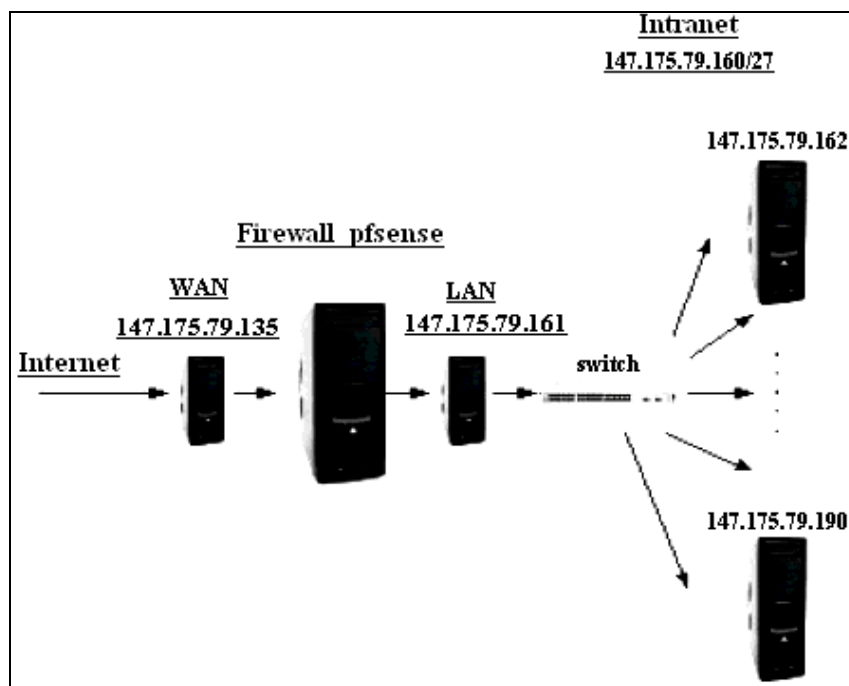 Intranet
147.175.79.160/27
147.175.79.162
Firewall pfsense
WAN
147.175.79.135
LAN
147.175.79.161
Internet
switch
147.175.79.190